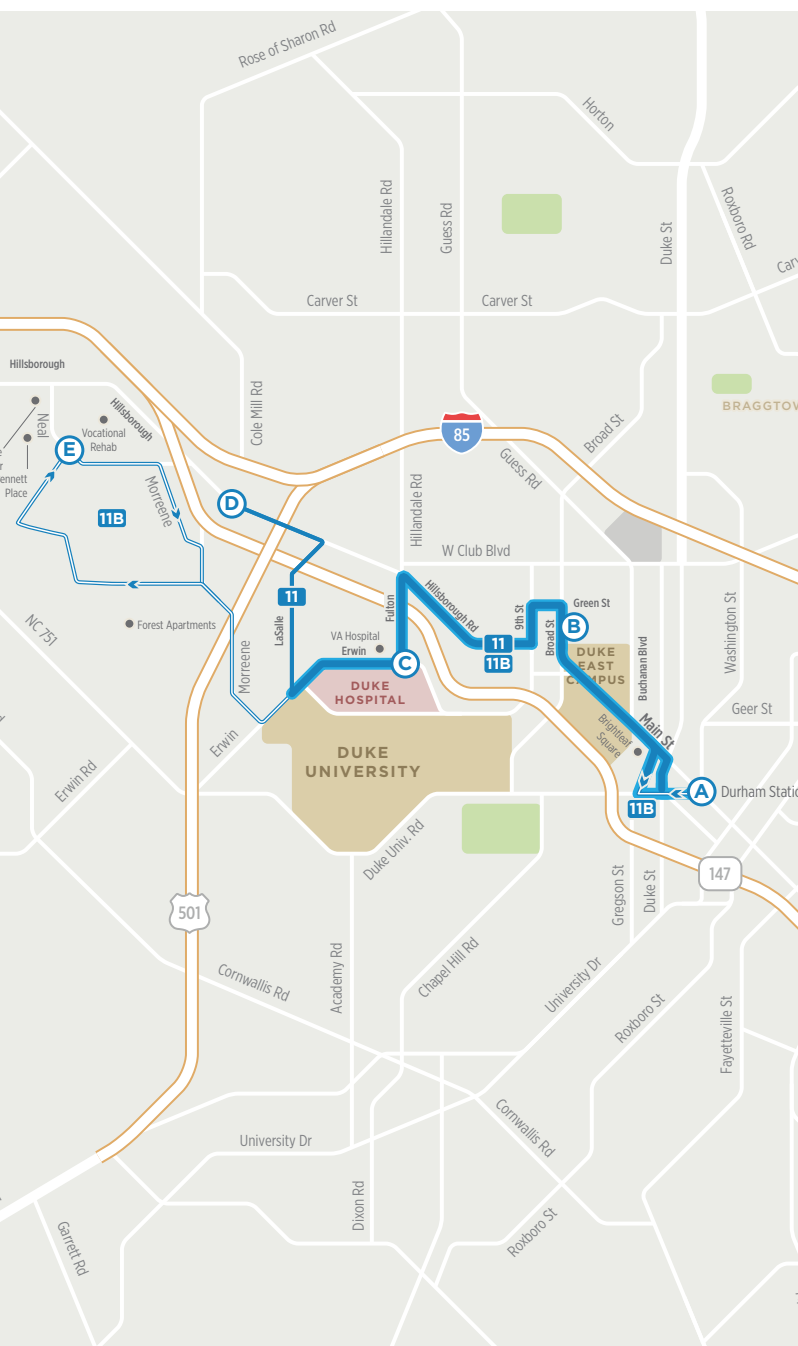 Rose of Sharon Rd
Horton
Hillandale Rd
Guess Rd
Duke St
Roxboro Rd
Carver St
Carver St
Hillsborough
Neal
Hillsborough
Vocational
Rehab
E
Place
Cole Mill Rd
85
Guess Rd
Broad St
D
11B
Morreene
Hillandale Rd
W Club Blvd
NC 751
Forest Apartments
11
LaSalle
Morreene
VA Hospital
Erwin
Fulton
C
Hillsborough Rd
11
11B
9th St
Broad St
Green St
B
DUKE
EAST
CAMPUS
Buchanan Blvd
Washington St
Geer St
DUKE
HOSPITAL
DUKE
UNIVERSITY
Erwin
Erwin Rd
Brightleaf
Square
Main St
A
11B
Duke Univ. Rd
Gregson St
Duke St
147
501
Cornwallis Rd
Academy Rd
Chapel Hill Rd
University Dr
Roxboro St
Fayetteville St
University Dr
Cornwallis Rd
Garrett Rd
Dixon Rd
Roxboro St